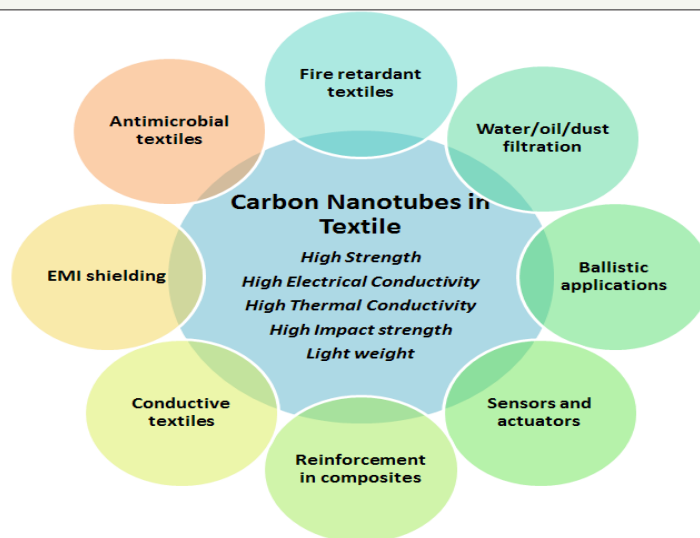 Fire retardant
textiles
Antimicrobial
textiles
Water/oil/dust
filtration
Carbon Nanotubes in
Textile
High Strength
High Electrical Conductivity
High Thermal Conductivity
High Impact strength
Light weight
EMI shielding
Ballistic
applications
Conductive
textiles
Sensors and
actuators
Reinforcement
in composites